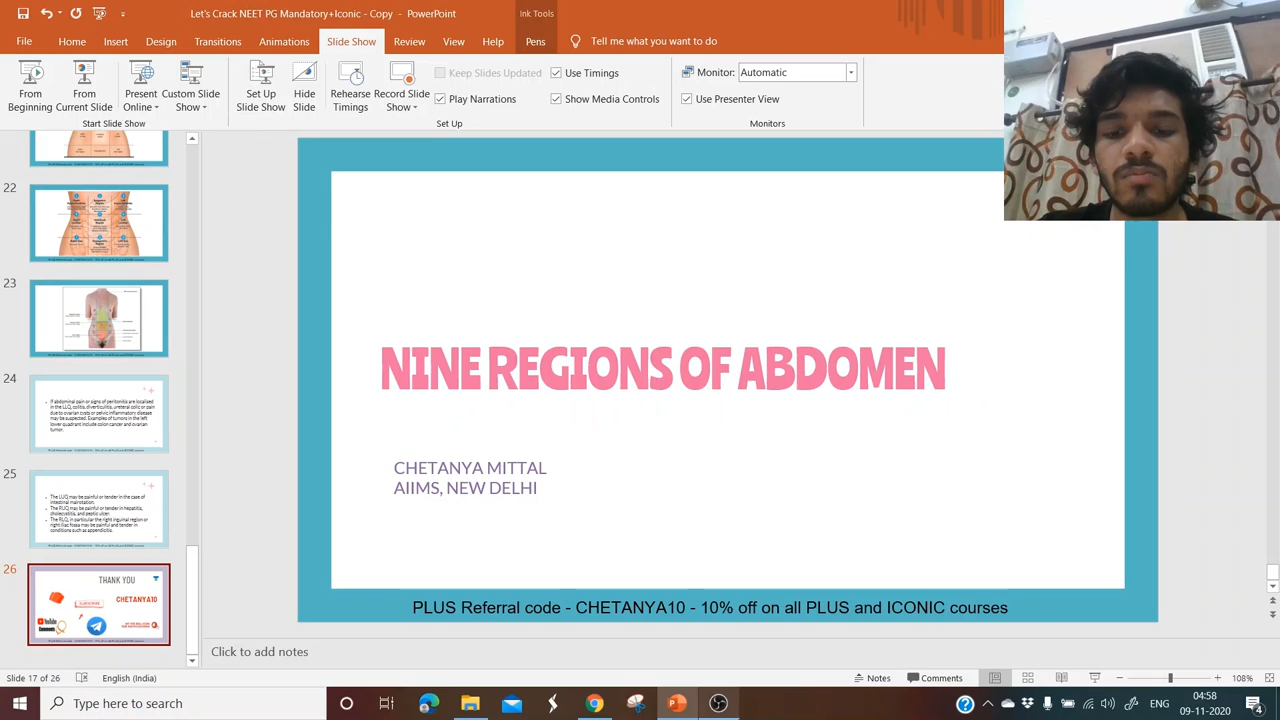 Let's Crack NEET PG Mandatory+Iconic - Copy - PowerPoint
Ink Tools
File Home Insert Design Transitions Animations Slide Show Review View Help Pens Tell me what you want to do
From Beginning
From Current Slide
Present Online
Custom Slide Show
Set Up Slide Show
Hide Slide
Rehearse Timings
Record Slide Show
Keep Slides Updated
Play Narrations
Use Timings
Show Media Controls
Monitor: Automatic
Use Presenter View
Start Slide Show
Set Up
Monitors
22
23
24
If abdominal pain or signs of peritonitis are localised
in the LLQ, colitis, diverticulitis, ureteral colic or pain
due to ovarian cysts or pelvic inflammatory disease
may be suspected. Examples of tumors in the left
lower quadrant include colon cancer and ovarian
tumor.
25
The LUQ may be painful or tender in the case of
intestinal malrotation.
The RUQ may be painful or tender in hepatitis,
cholecystitis, and peptic ulcer.
The RLQ, in particular the right inguinal region or
right iliac fossa may be painful and tender in
conditions such as appendicitis.
26
THANK YOU
SUBSCRIBE
CHETANYA10
YouTube
Comments
NINE REGIONS OF ABDOMEN
CHETANYA MITTAL
AIIMS, NEW DELHI
PLUS Referral code - CHETANYA10 - 10% off on all PLUS and ICONIC courses
Click to add notes
Slide 17 of 26
English (India)
Notes
Comments
108%
Type here to search
ENG
04:58
09-11-2020
4